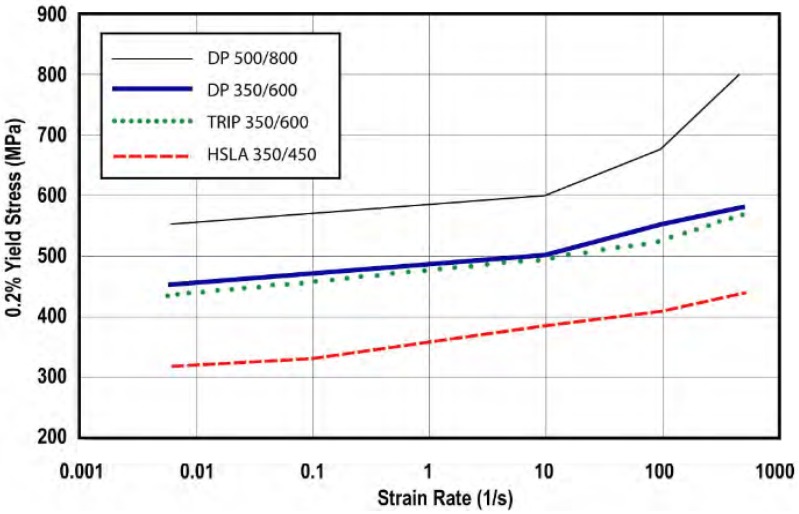 900
800
700
600
500
400
300
200
0.2% Yield Stress (MPa)
DP 500/800
DP 350/600
TRIP 350/600
HSLA 350/450
0.001 0.01 0.1 1 10 100 1000
Strain Rate (1/s)